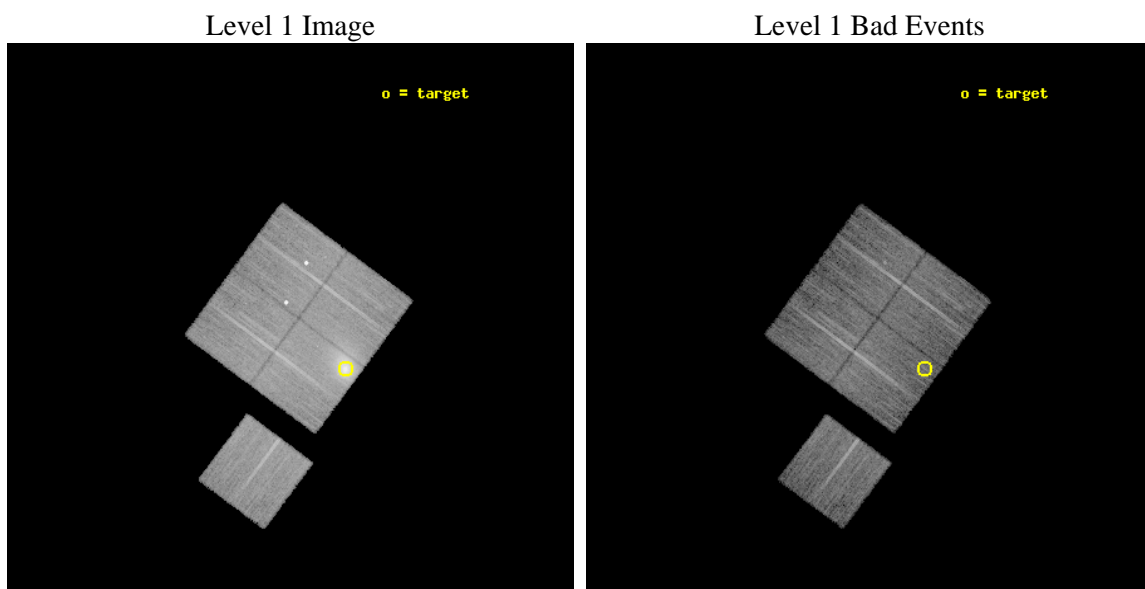 Level 1 Image
Level 1 Bad Events
o = target
o = target